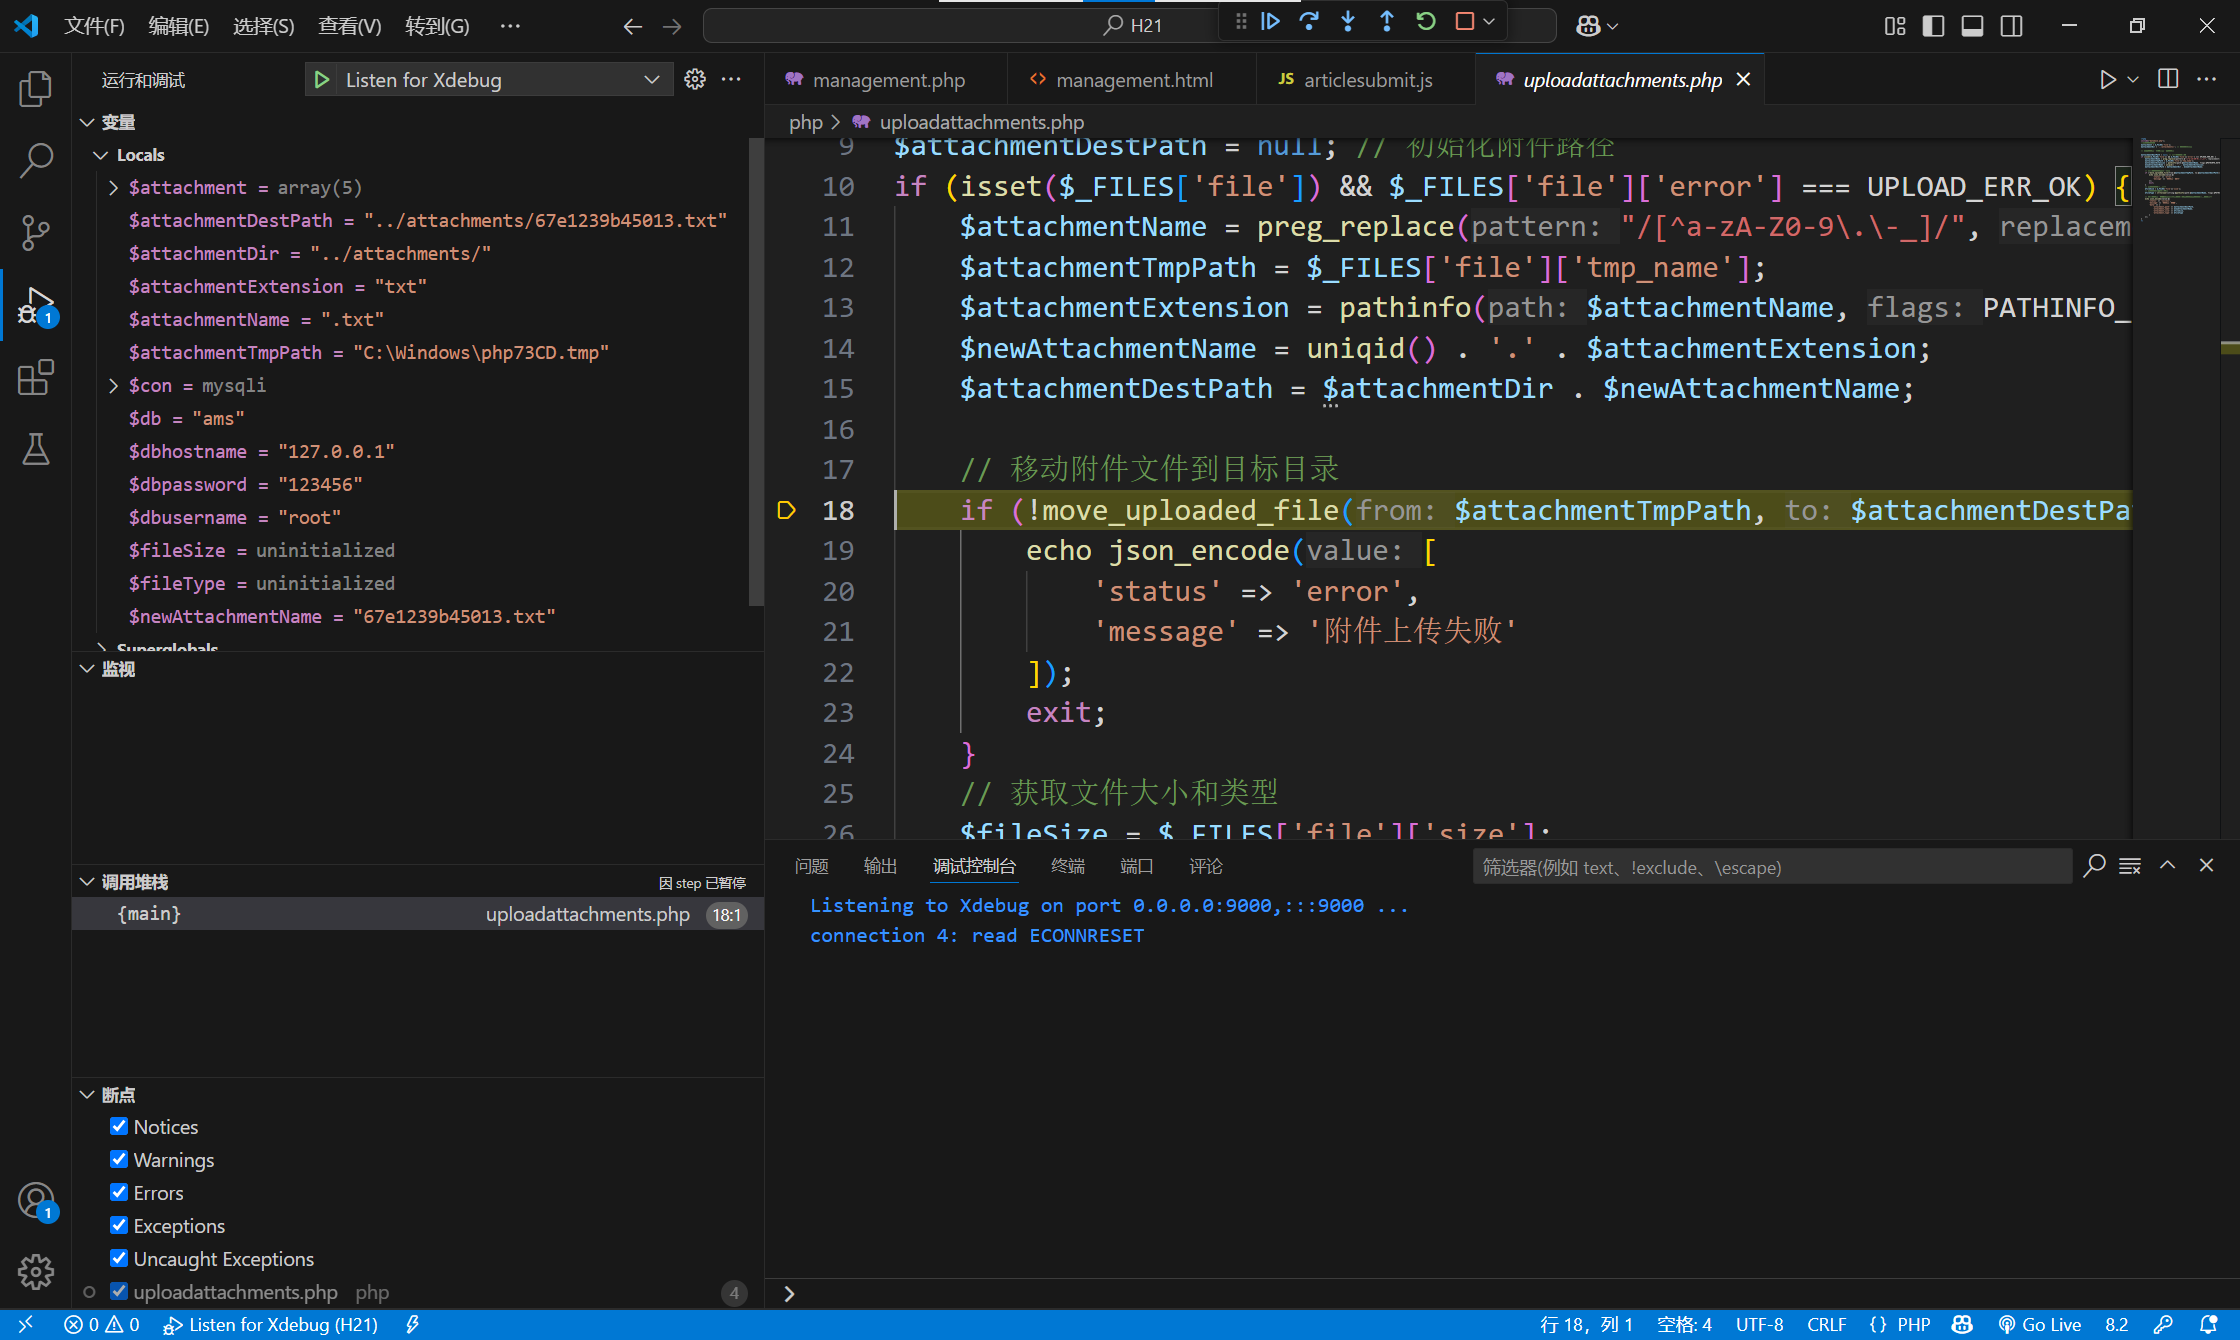 文件(F) 编辑(E) 选择(S) 查看(V) 转到(G) ··· H21
运行和调试 Listen for Xdebug ···
变量
Locals
$attachment = array(5)
$attachmentDestPath = "../attachments/67e1239b45013.txt"
$attachmentDir = "../attachments/"
$attachmentExtension = "txt"
$attachmentName = ".txt"
$attachmentTmpPath = "C:\Windows\php73CD.tmp"
$con = mysqli
$db = "ams"
$dbhostname = "127.0.0.1"
$dbpassword = "123456"
$dbusername = "root"
$fileSize = uninitialized
$fileType = uninitialized
$newAttachmentName = "67e1239b45013.txt"
Superglobals
监视
调用堆栈 因 step 已暂停
{main} uploadattachments.php 18:1
断点
Notices
Warnings
Errors
Exceptions
Uncaught Exceptions
uploadattachments.php php 4
1
1
management.php management.html JS articlesubmit.js uploadattachments.php
php > uploadattachments.php
9 $attachmentDestPath = null; // 初始化附件路径
10 if (isset($_FILES['file']) && $_FILES['file']['error'] === UPLOAD_ERR_OK) {
11 $attachmentName = preg_replace(pattern: "/[^a-zA-Z0-9\.\-_]/", replacem
12 $attachmentTmpPath = $_FILES['file']['tmp_name'];
13 $attachmentExtension = pathinfo(path: $attachmentName, flags: PATHINFO_
14 $newAttachmentName = uniqid() . '.' . $attachmentExtension;
15 $attachmentDestPath = $attachmentDir . $newAttachmentName;
16
17 // 移动附件文件到目标目录
18 if (!move_uploaded_file(from: $attachmentTmpPath, to: $attachmentDestPa
19 echo json_encode(value: [
20 'status' => 'error',
21 'message' => '附件上传失败'
22 ]);
23 exit;
24 }
25 // 获取文件大小和类型
26 $fileSize = $_FILES['file']['size'];
问题 输出 调试控制台 终端 端口 评论 筛选器(例如 text、!exclude、\escape)
Listening to Xdebug on port 0.0.0.0:9000,:::9000 ...
connection 4: read ECONNRESET
0 0 Listen for Xdebug (H21) 行 18，列 1 空格: 4 UTF-8 CRLF {} PHP Go Live 8.2